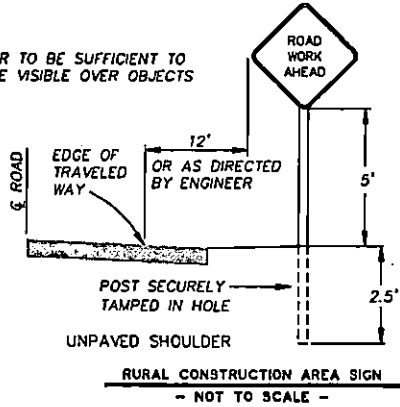 R TO BE SUFFICIENT TO
E VISIBLE OVER OBJECTS
ROAD
WORK
AHEAD
12'
OR AS DIRECTED
BY ENGINEER
EDGE OF
TRAVELED
WAY
℄ ROAD
5'
2.5'
POST SECURELY
TAMPED IN HOLE
UNPAVED SHOULDER
RURAL CONSTRUCTION AREA SIGN
- NOT TO SCALE -